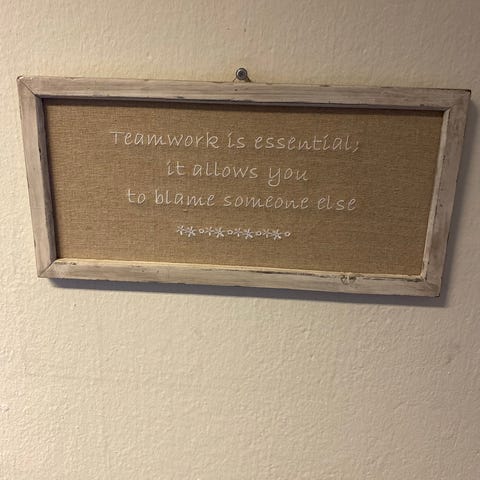 Teamwork is essential;
it allows you
to blame someone else